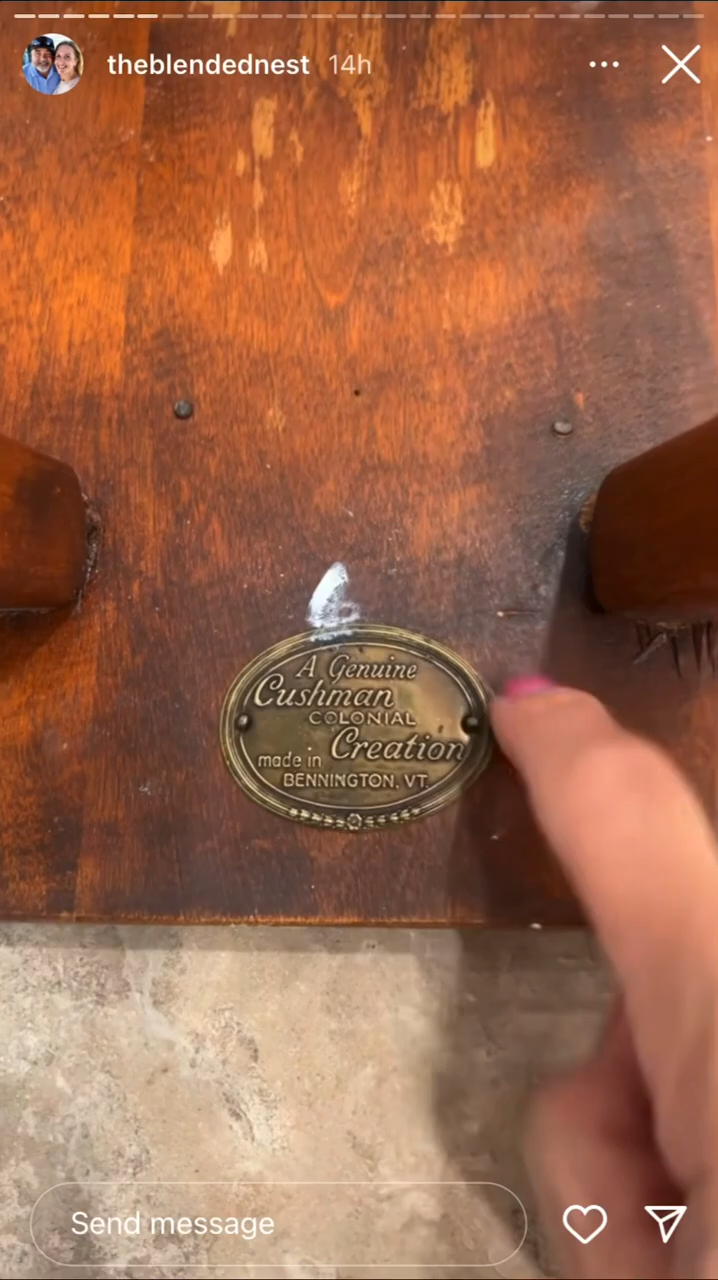 theblendednest 14h
A Genuine
Cushman
COLONIAL
Creation
made in
BENNINGTON, VT.
Send message